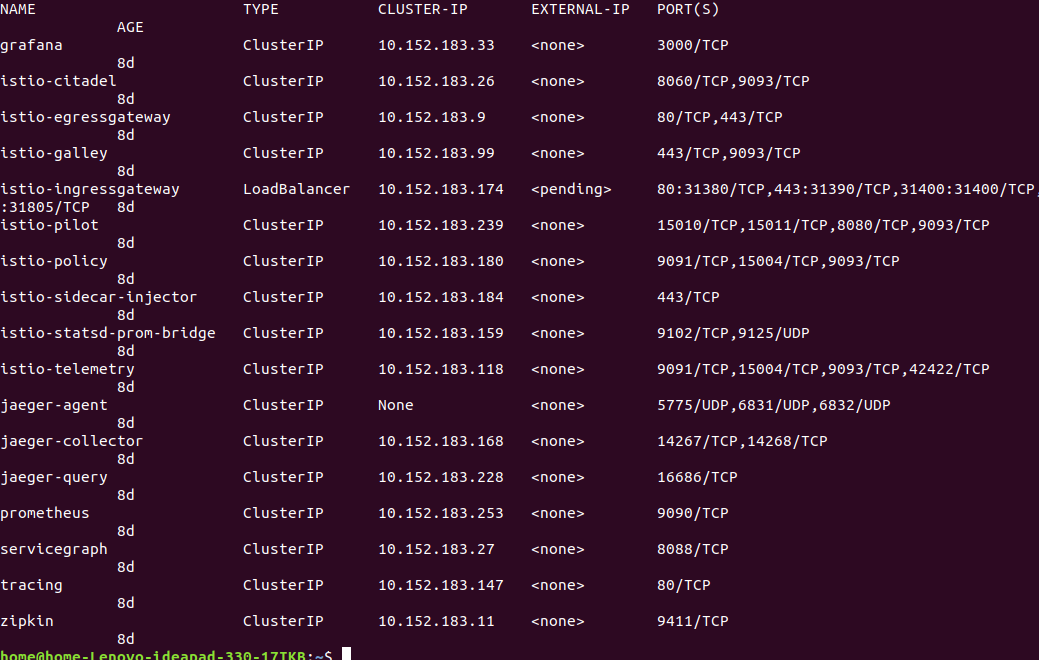 NAME TYPE CLUSTER-IP EXTERNAL-IP PORT(S)
AGE
grafana ClusterIP 10.152.183.33 <none> 3000/TCP
8d
istio-citadel ClusterIP 10.152.183.26 <none> 8060/TCP,9093/TCP
8d
istio-egressgateway ClusterIP 10.152.183.9 <none> 80/TCP,443/TCP
8d
istio-galley ClusterIP 10.152.183.99 <none> 443/TCP,9093/TCP
8d
istio-ingressgateway LoadBalancer 10.152.183.174 <pending> 80:31380/TCP,443:31390/TCP,31400:31400/TCP,
:31805/TCP 8d
istio-pilot ClusterIP 10.152.183.239 <none> 15010/TCP,15011/TCP,8080/TCP,9093/TCP
8d
istio-policy ClusterIP 10.152.183.180 <none> 9091/TCP,15004/TCP,9093/TCP
8d
istio-sidecar-injector ClusterIP 10.152.183.184 <none> 443/TCP
8d
istio-statsd-prom-bridge ClusterIP 10.152.183.159 <none> 9102/TCP,9125/UDP
8d
istio-telemetry ClusterIP 10.152.183.118 <none> 9091/TCP,15004/TCP,9093/TCP,42422/TCP
8d
jaeger-agent ClusterIP None <none> 5775/UDP,6831/UDP,6832/UDP
8d
jaeger-collector ClusterIP 10.152.183.168 <none> 14267/TCP,14268/TCP
8d
jaeger-query ClusterIP 10.152.183.228 <none> 16686/TCP
8d
prometheus ClusterIP 10.152.183.253 <none> 9090/TCP
8d
servicegraph ClusterIP 10.152.183.27 <none> 8088/TCP
8d
tracing ClusterIP 10.152.183.147 <none> 80/TCP
8d
zipkin ClusterIP 10.152.183.11 <none> 9411/TCP
8d
home@home-Lenovo-ideapad-330-17IKB:~$